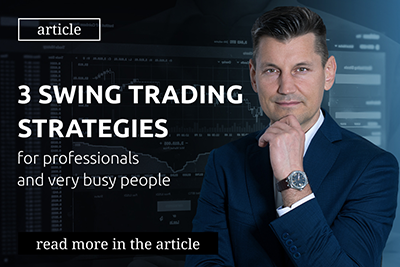 article
3 SWING TRADING
STRATEGIES
for professionals
and very busy people
read more in the article